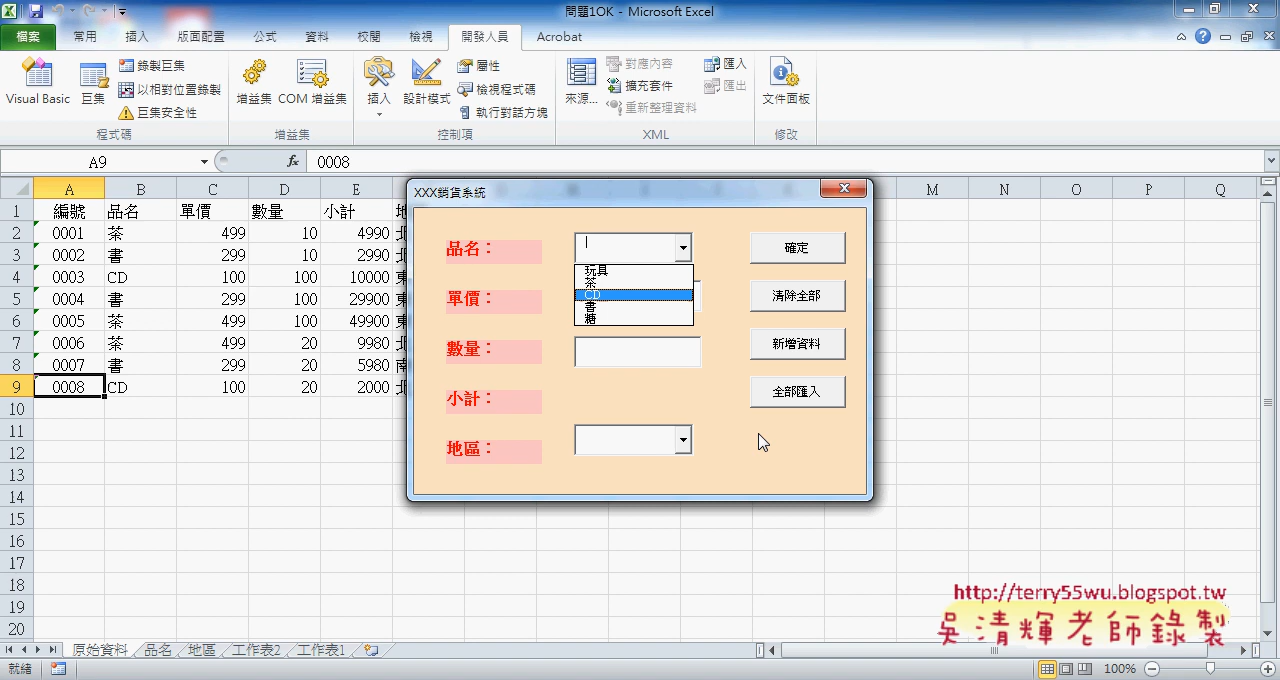 問題1OK - Microsoft Excel
檔案 常用 插入 版面配置 公式 資料 校閱 檢視 開發人員 Acrobat
Visual Basic 巨集 錄製巨集 以相對位置錄製 巨集安全性 增益集 COM 增益集 插入 設計模式 屬性 檢視程式碼 執行對話方塊 來源... 對應內容 擴充套件 重新整理資料 匯入 匯出 文件面板
程式碼 增益集 控制項 XML 修改
A9 fx 0008
A B C D E M N O P Q
1 編號 品名 單價 數量 小計
2 0001 茶 499 10 4990 北
3 0002 書 299 10 2990 北
4 0003 CD 100 100 10000 東
5 0004 書 299 100 29900 東
6 0005 茶 499 100 49900 東
7 0006 茶 499 20 9980 北
8 0007 書 299 20 5980 南
9 0008 CD 100 20 2000 北
10
11
12
13
14
15
16
17
18
19
20
XXX銷貨系統
品名： 確定
玩具
茶
CD
書
糖
單價： 清除全部
數量： 新增資料
小計： 全部匯入
地區：
http://terry55wu.blogspot.tw
吳清輝老師錄製
原始資料 品名 地區 工作表2 工作表1
就緒 100%